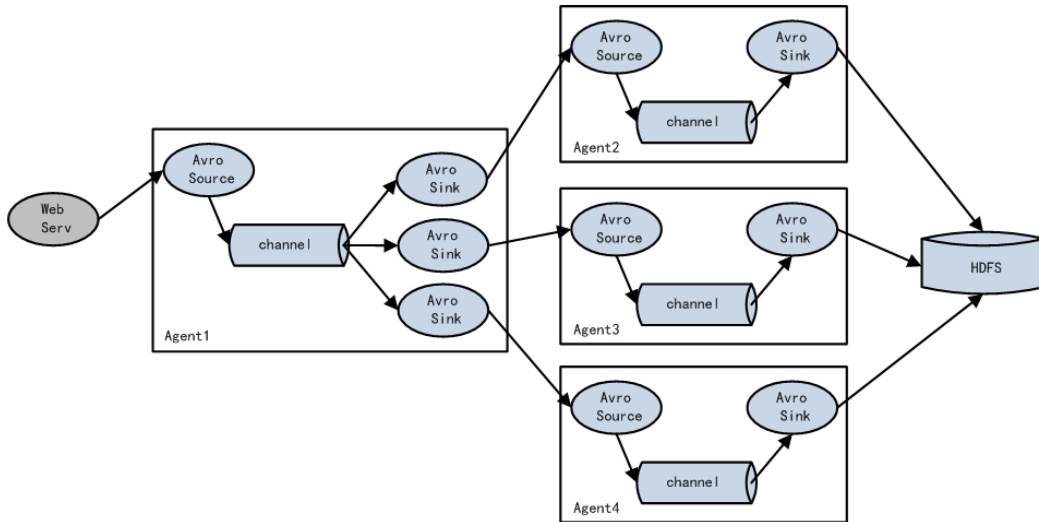 Web
Serv
Avro
Source
channel
Avro
Sink
Avro
Sink
Avro
Sink
Agent1
Avro
Source
channel
Avro
Sink
Agent2
Avro
Source
channel
Avro
Sink
Agent3
Avro
Source
channel
Avro
Sink
Agent4
HDFS